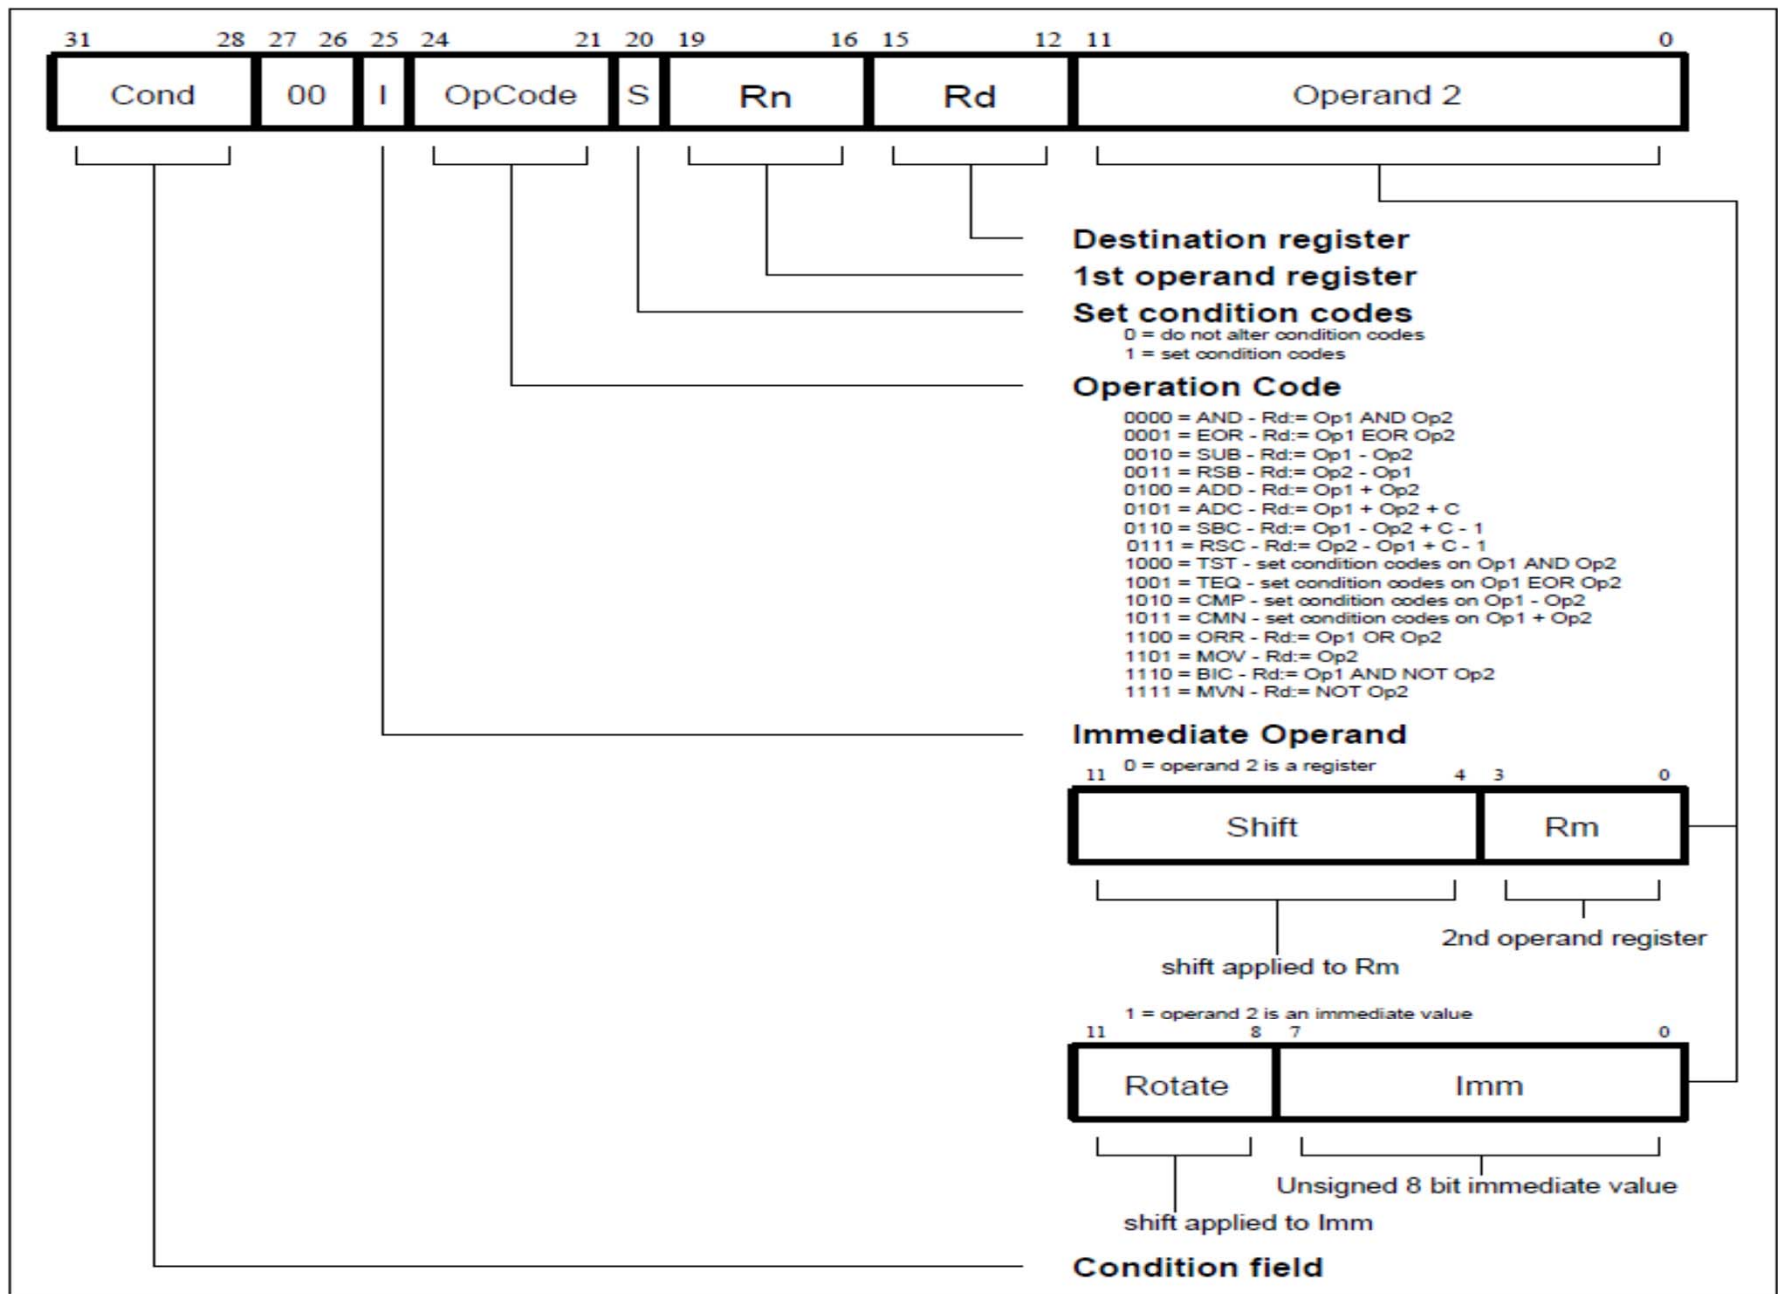 31 28 27 26 25 24 21 20 19 16 15 12 11 0
Cond 00 I OpCode S Rn Rd Operand 2
Destination register
1st operand register
Set condition codes
0 = do not alter condition codes
1 = set condition codes
Operation Code
0000 = AND - Rd:= Op1 AND Op2
0001 = EOR - Rd:= Op1 EOR Op2
0010 = SUB - Rd:= Op1 - Op2
0011 = RSB - Rd:= Op2 - Op1
0100 = ADD - Rd:= Op1 + Op2
0101 = ADC - Rd:= Op1 + Op2 + C
0110 = SBC - Rd:= Op1 - Op2 + C - 1
0111 = RSC - Rd:= Op2 - Op1 + C - 1
1000 = TST - set condition codes on Op1 AND Op2
1001 = TEQ - set condition codes on Op1 EOR Op2
1010 = CMP - set condition codes on Op1 - Op2
1011 = CMN - set condition codes on Op1 + Op2
1100 = ORR - Rd:= Op1 OR Op2
1101 = MOV - Rd:= Op2
1110 = BIC - Rd:= Op1 AND NOT Op2
1111 = MVN - Rd:= NOT Op2
Immediate Operand
0 = operand 2 is a register
11 4 3 0
Shift Rm
2nd operand register
shift applied to Rm
1 = operand 2 is an immediate value
11 8 7 0
Rotate Imm
Unsigned 8 bit immediate value
shift applied to Imm
Condition field